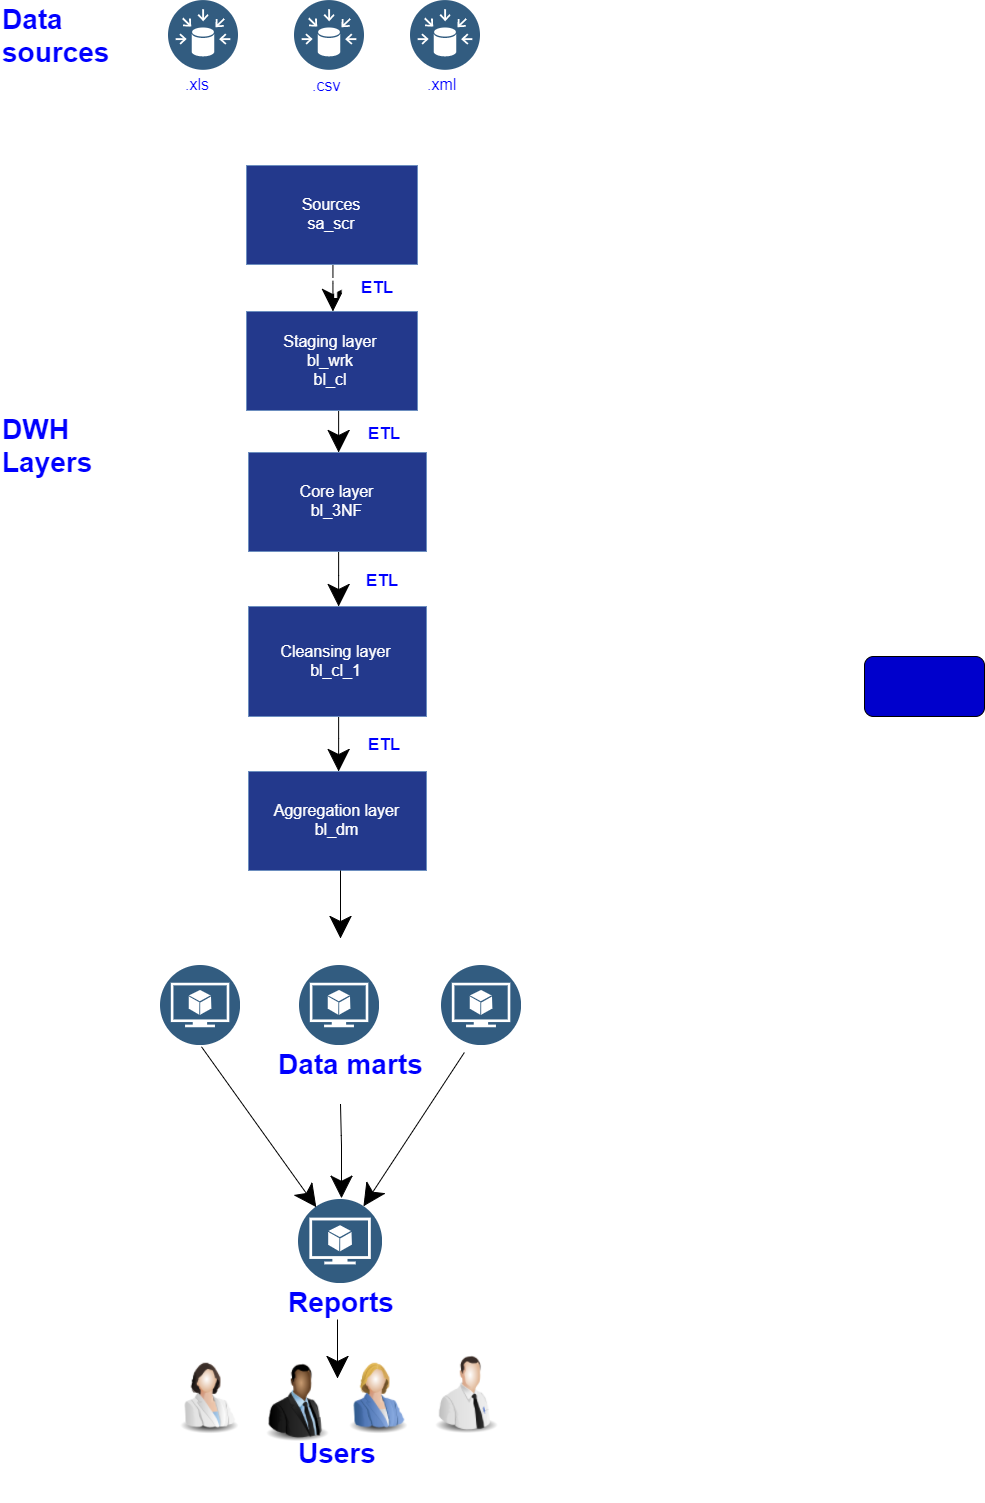 Data
sources
.xls
.csv
.xml
Sources
sa_scr
ETL
Staging layer
bl_wrk
bl_cl
ETL
DWH
Layers
Core layer
bl_3NF
ETL
Cleansing layer
bl_cl_1
ETL
Aggregation layer
bl_dm
Data marts
Reports
Users